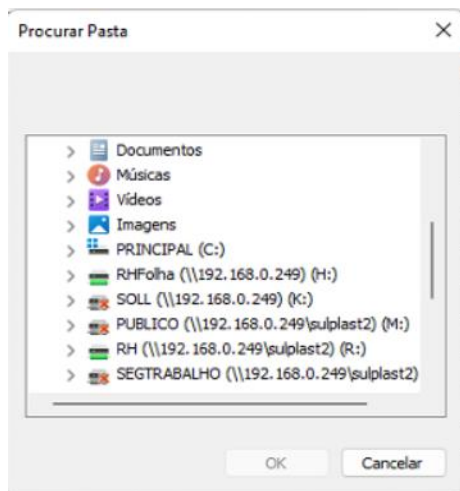 Procurar Pasta
Documentos
Músicas
Vídeos
Imagens
PRINCIPAL (C:)
RHFolha (\\192.168.0.249) (H:)
SOLL (\\192.168.0.249) (K:)
PUBLICO (\\192.168.0.249\sulplast2) (M:)
RH (\\192.168.0.249\sulplast2) (R:)
SEGTRABALHO (\\192.168.0.249\sulplast2)
OK Cancelar